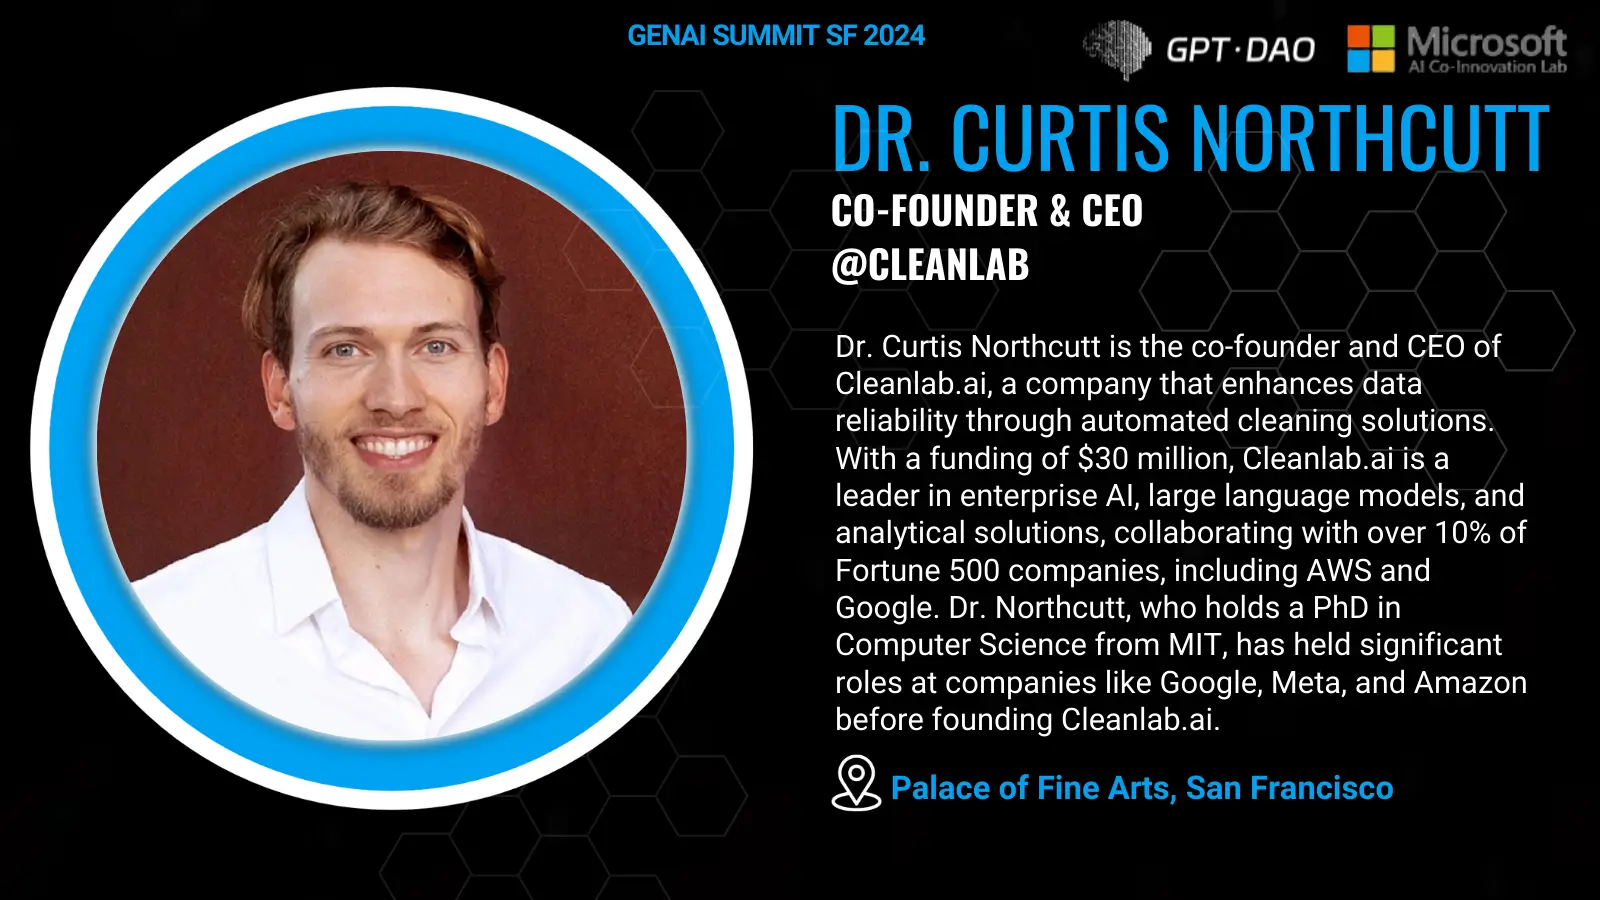 GENAI SUMMIT SF 2024
GPT·DAO
Microsoft
AI Co-Innovation Lab
DR. CURTIS NORTHCUTT
CO-FOUNDER & CEO
@CLEANLAB
Dr. Curtis Northcutt is the co-founder and CEO of
Cleanlab.ai, a company that enhances data
reliability through automated cleaning solutions.
With a funding of $30 million, Cleanlab.ai is a
leader in enterprise AI, large language models, and
analytical solutions, collaborating with over 10% of
Fortune 500 companies, including AWS and
Google. Dr. Northcutt, who holds a PhD in
Computer Science from MIT, has held significant
roles at companies like Google, Meta, and Amazon
before founding Cleanlab.ai.
Palace of Fine Arts, San Francisco